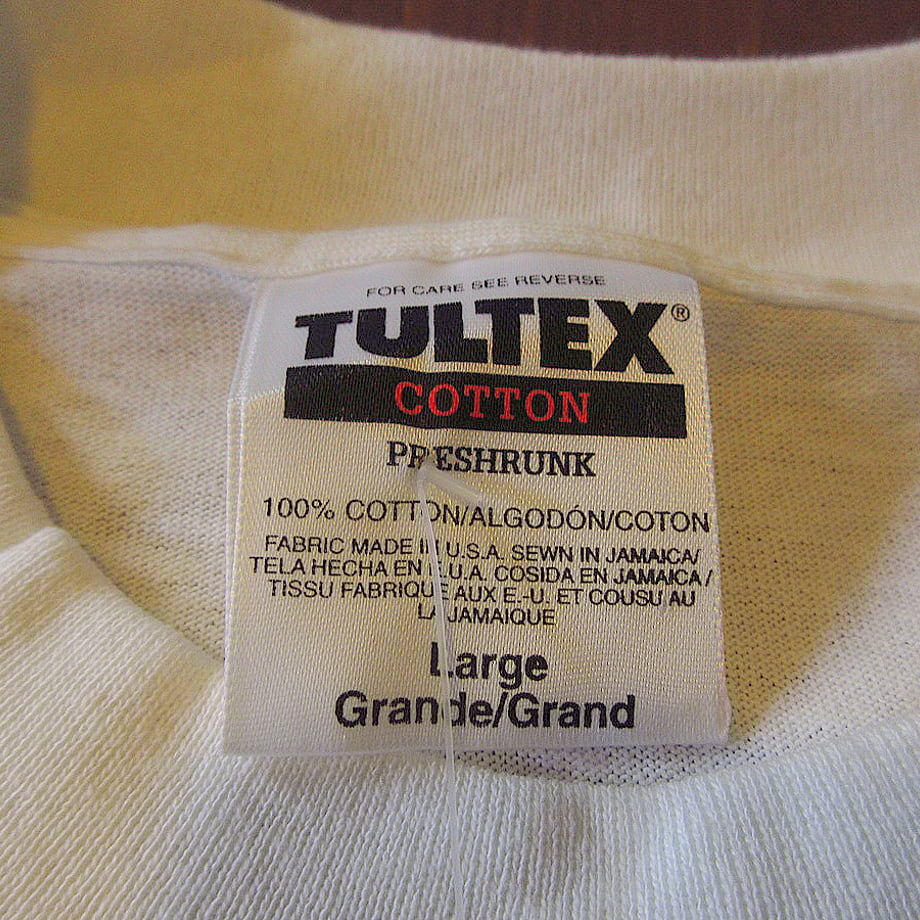 FOR CARE SEE REVERSE
TULTEX®
COTTON
PRESHRUNK
100% COTTON/ALGODÓN/COTON
FABRIC MADE IN U.S.A. SEWN IN JAMAICA/
TELA HECHA EN E.U.A. COSIDA EN JAMAICA/
TISSU FABRIQUE AUX E.-U. ET COUSU AU
LA JAMAIQUE
Large
Grande/Grand